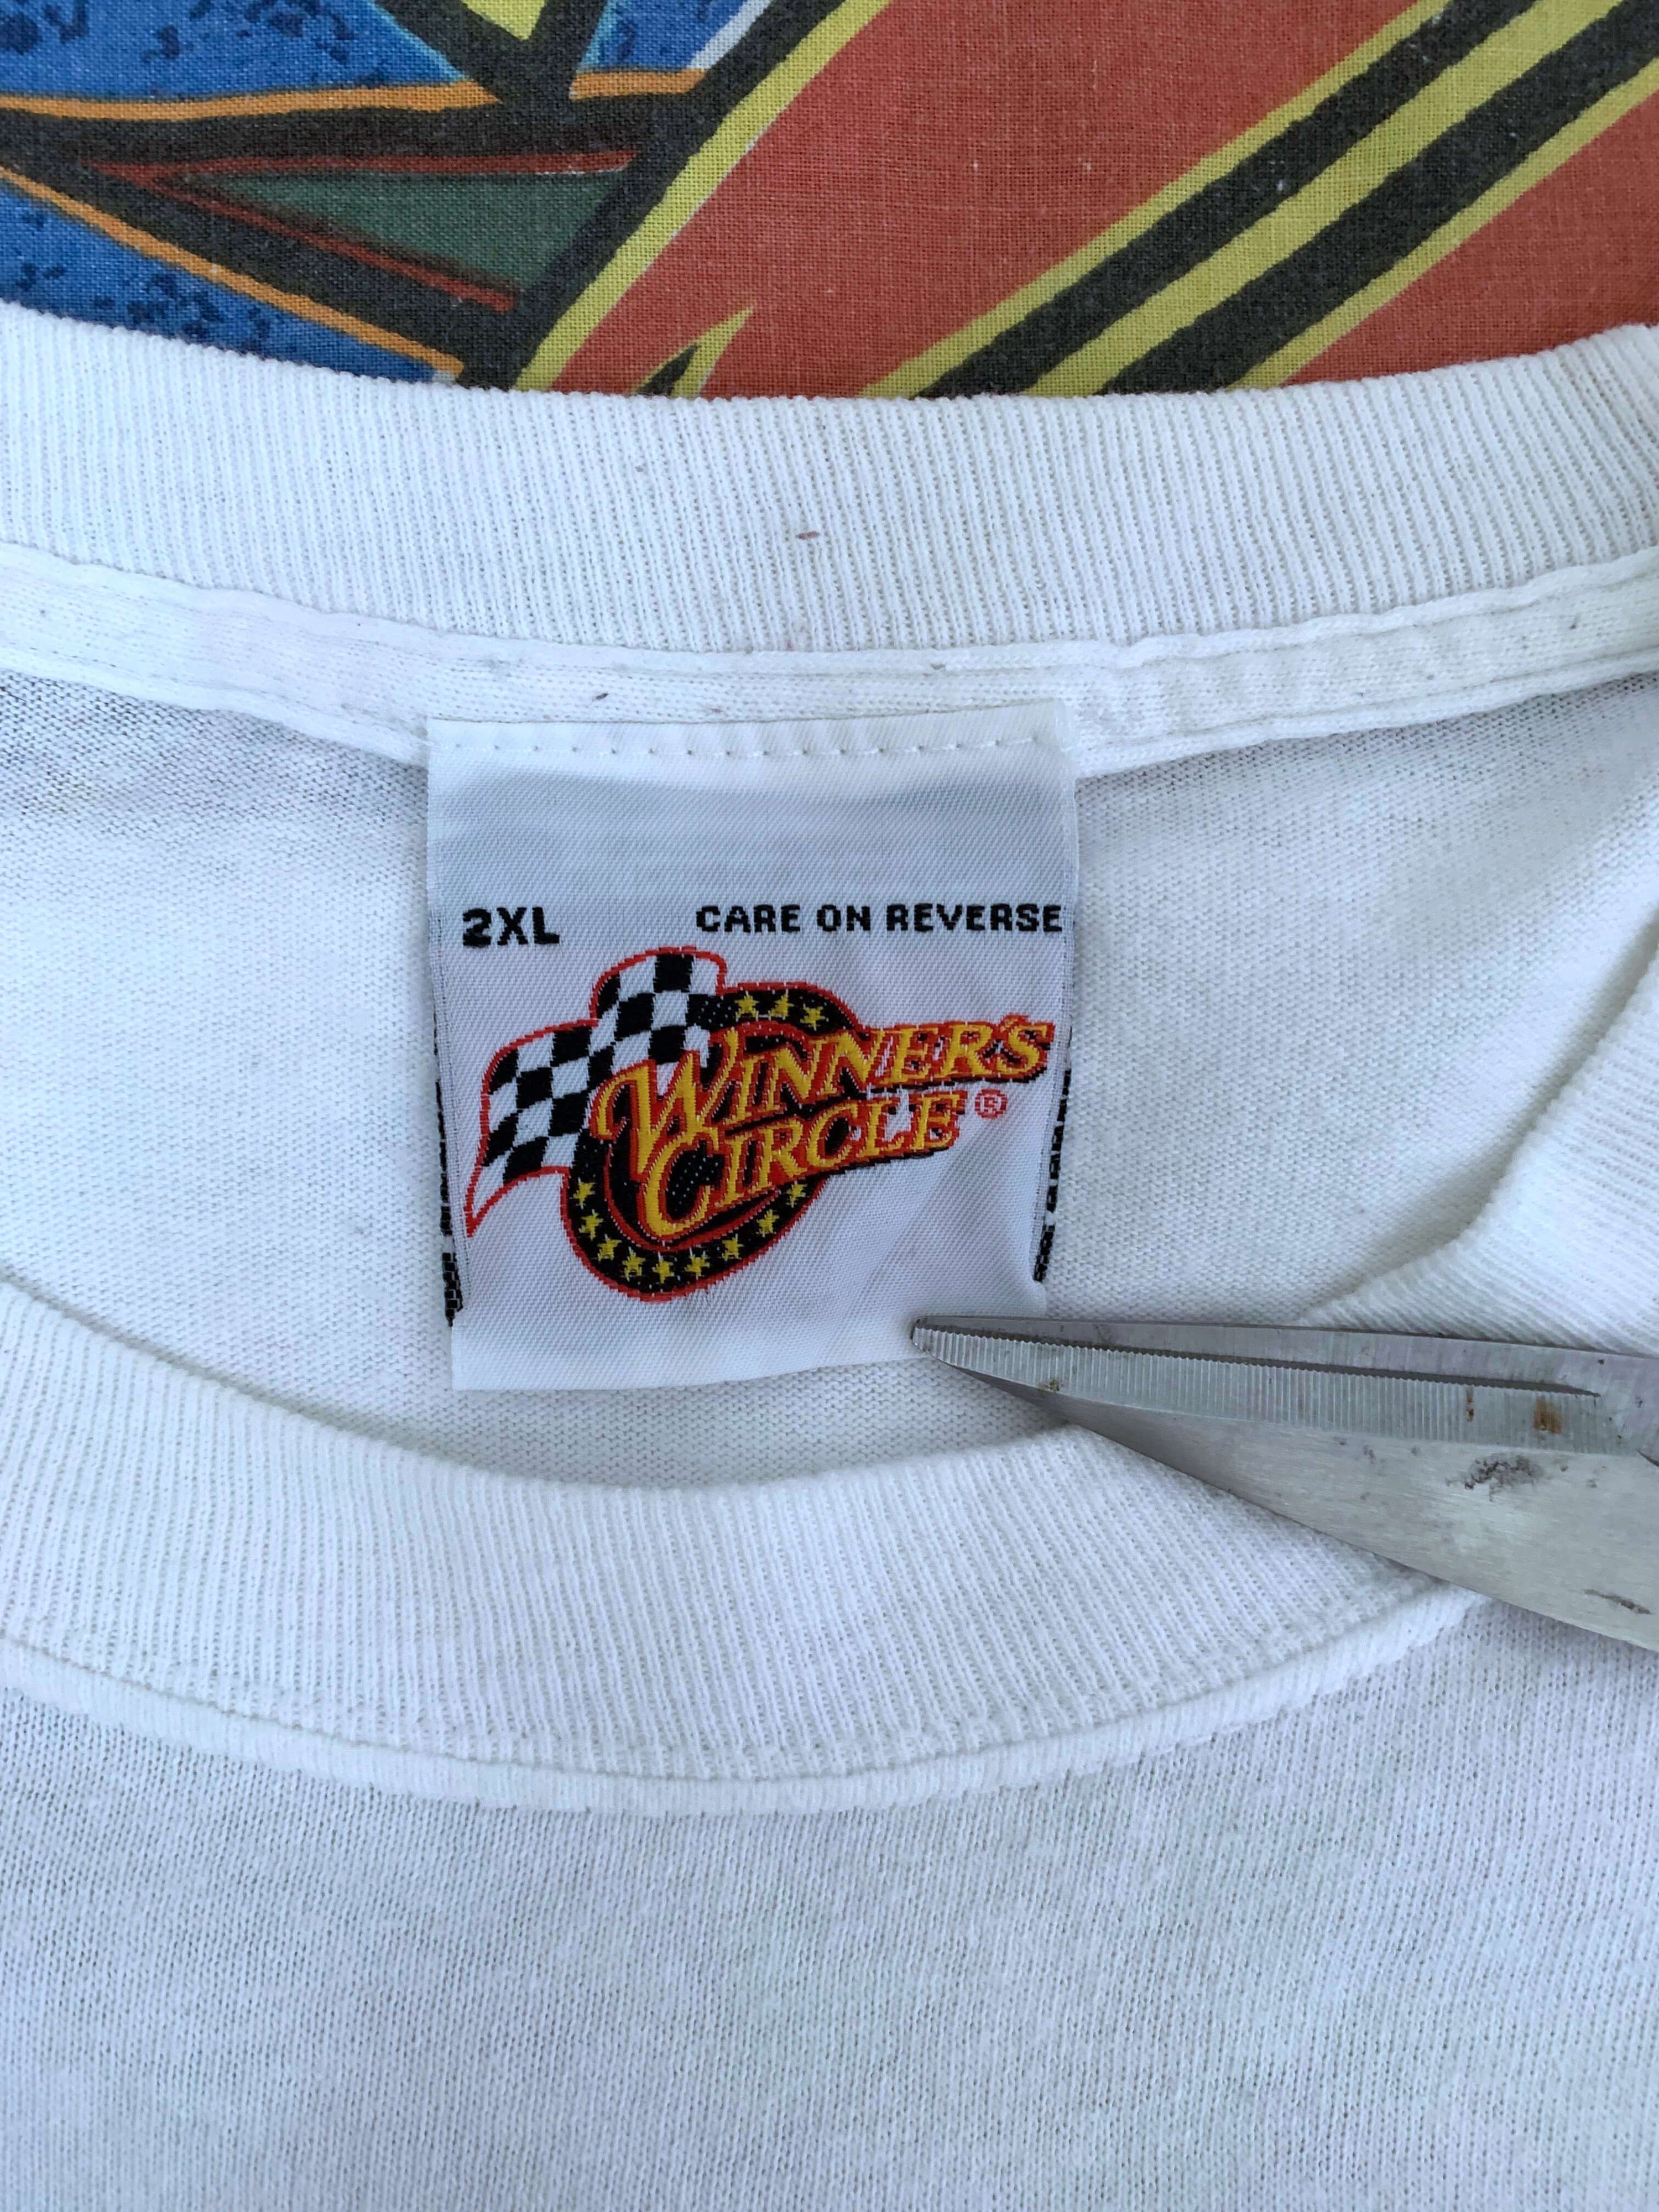 2XL CARE ON REVERSE
WINNER'S
CIRCLE ®